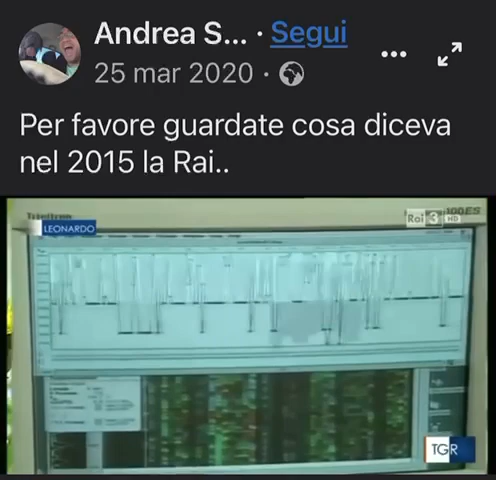 Andrea S... · Segui
25 mar 2020 ·
Per favore guardate cosa diceva
nel 2015 la Rai..
LEONARDO
Rai 3 HD
TGR